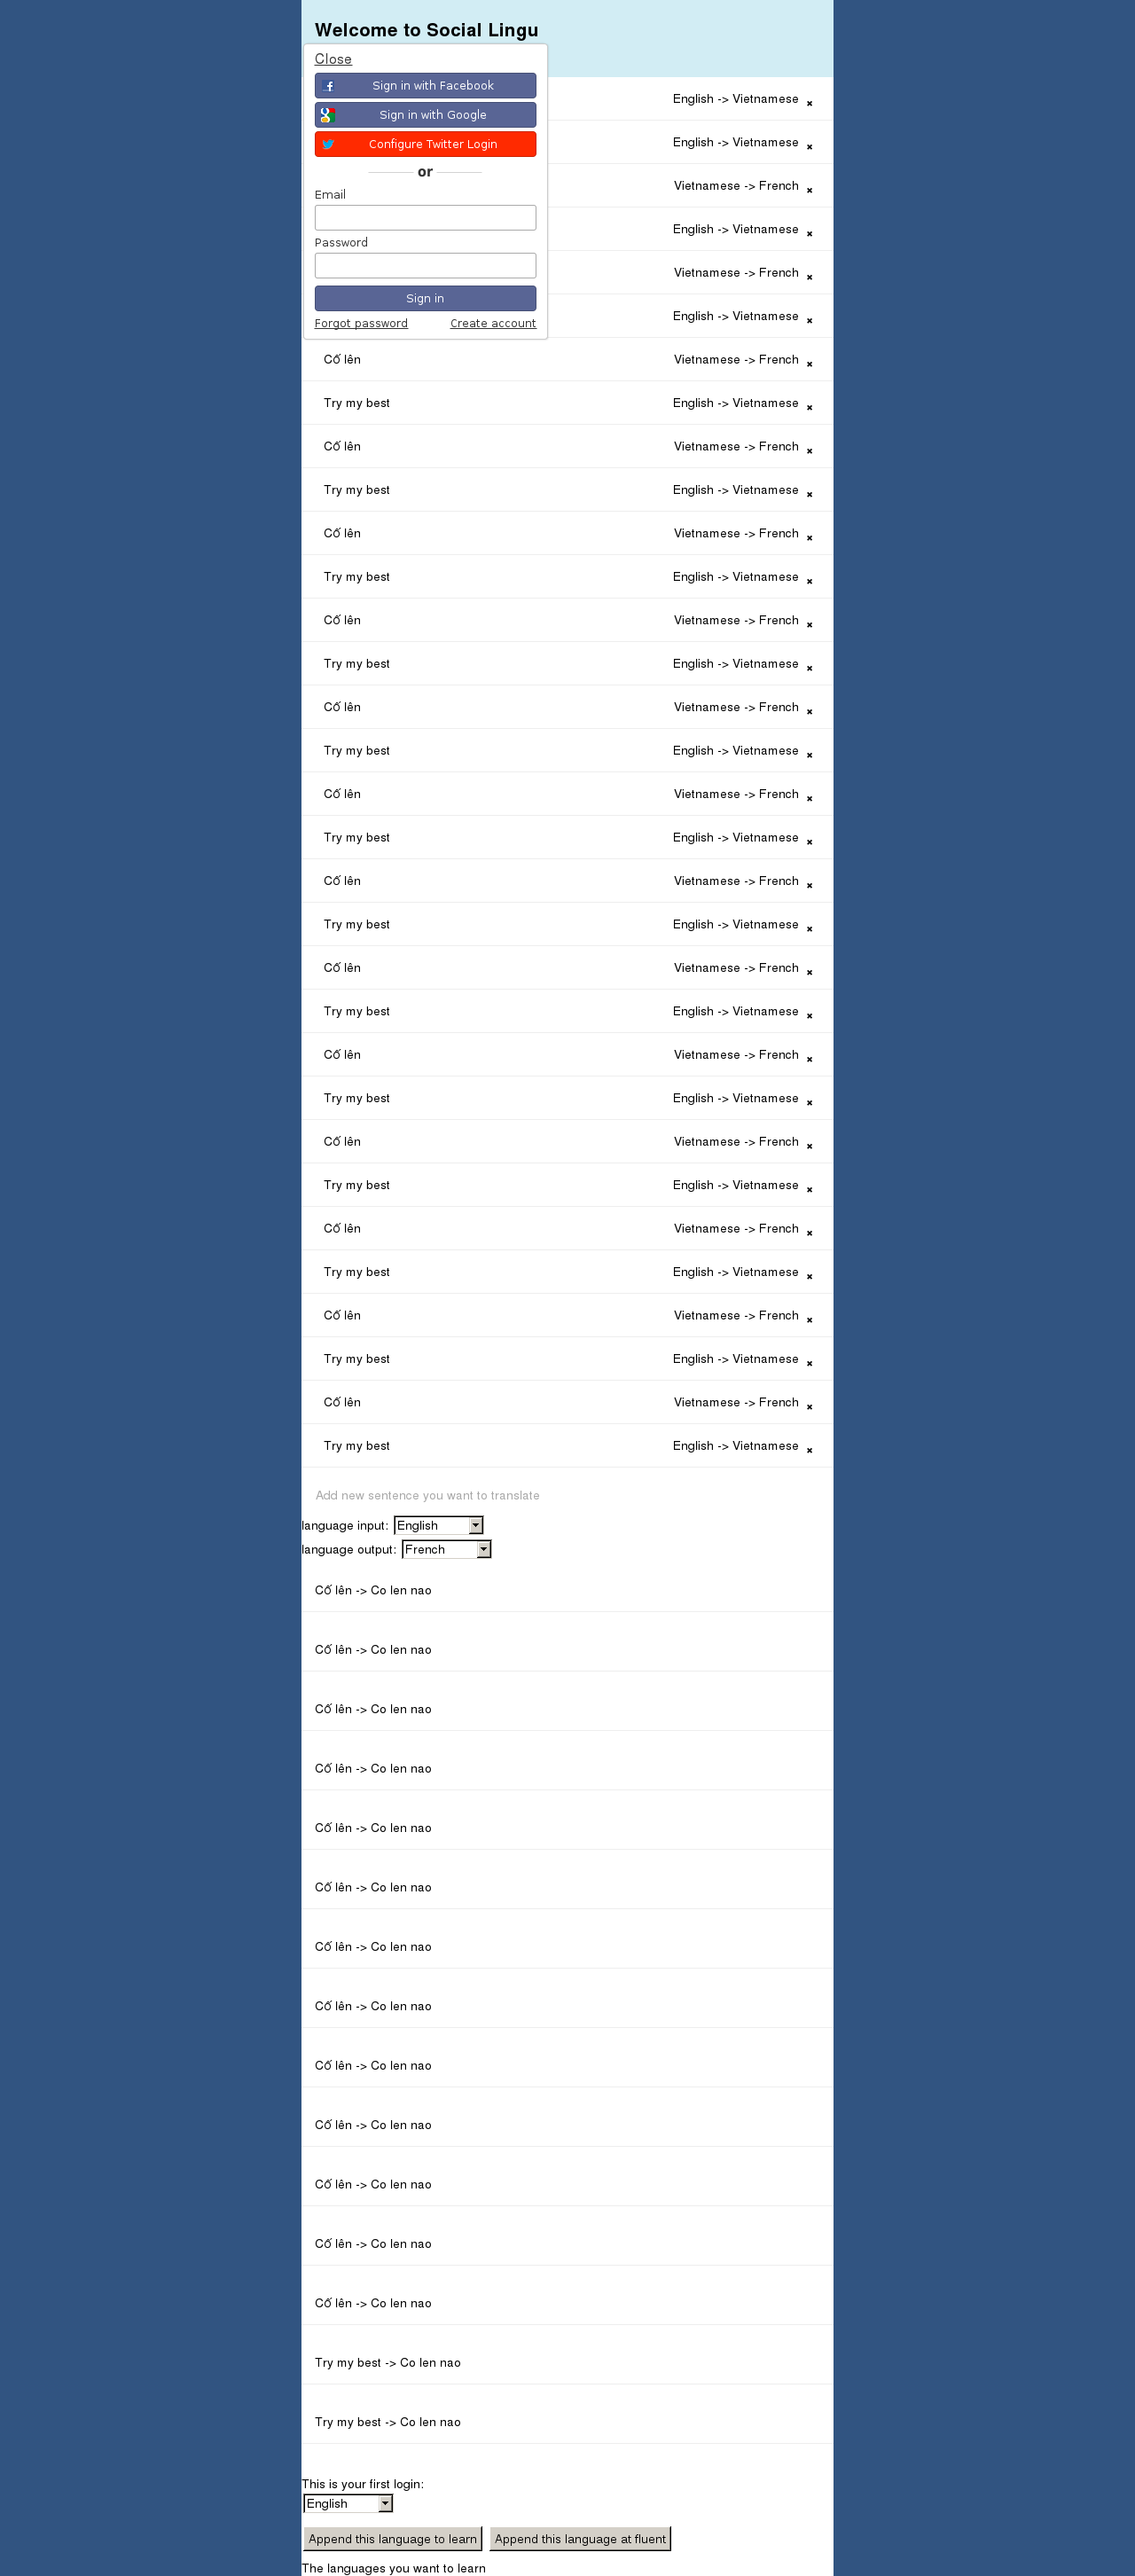 Welcome to Social Lingu
Close
Sign in with Facebook
Sign in with Google
Configure Twitter Login
or
Email
Password
Sign in
Forgot password Create account
English -> Vietnamese ×
English -> Vietnamese ×
Vietnamese -> French ×
English -> Vietnamese ×
Vietnamese -> French ×
English -> Vietnamese ×
Cố lên Vietnamese -> French ×
Try my best English -> Vietnamese ×
Cố lên Vietnamese -> French ×
Try my best English -> Vietnamese ×
Cố lên Vietnamese -> French ×
Try my best English -> Vietnamese ×
Cố lên Vietnamese -> French ×
Try my best English -> Vietnamese ×
Cố lên Vietnamese -> French ×
Try my best English -> Vietnamese ×
Cố lên Vietnamese -> French ×
Try my best English -> Vietnamese ×
Cố lên Vietnamese -> French ×
Try my best English -> Vietnamese ×
Cố lên Vietnamese -> French ×
Try my best English -> Vietnamese ×
Cố lên Vietnamese -> French ×
Try my best English -> Vietnamese ×
Cố lên Vietnamese -> French ×
Try my best English -> Vietnamese ×
Cố lên Vietnamese -> French ×
Try my best English -> Vietnamese ×
Cố lên Vietnamese -> French ×
Try my best English -> Vietnamese ×
Cố lên Vietnamese -> French ×
Try my best English -> Vietnamese ×
Add new sentence you want to translate
language input: English
language output: French
Cố lên -> Co len nao
Cố lên -> Co len nao
Cố lên -> Co len nao
Cố lên -> Co len nao
Cố lên -> Co len nao
Cố lên -> Co len nao
Cố lên -> Co len nao
Cố lên -> Co len nao
Cố lên -> Co len nao
Cố lên -> Co len nao
Cố lên -> Co len nao
Cố lên -> Co len nao
Cố lên -> Co len nao
Try my best -> Co len nao
Try my best -> Co len nao
This is your first login:
English
Append this language to learn Append this language at fluent
The languages you want to learn